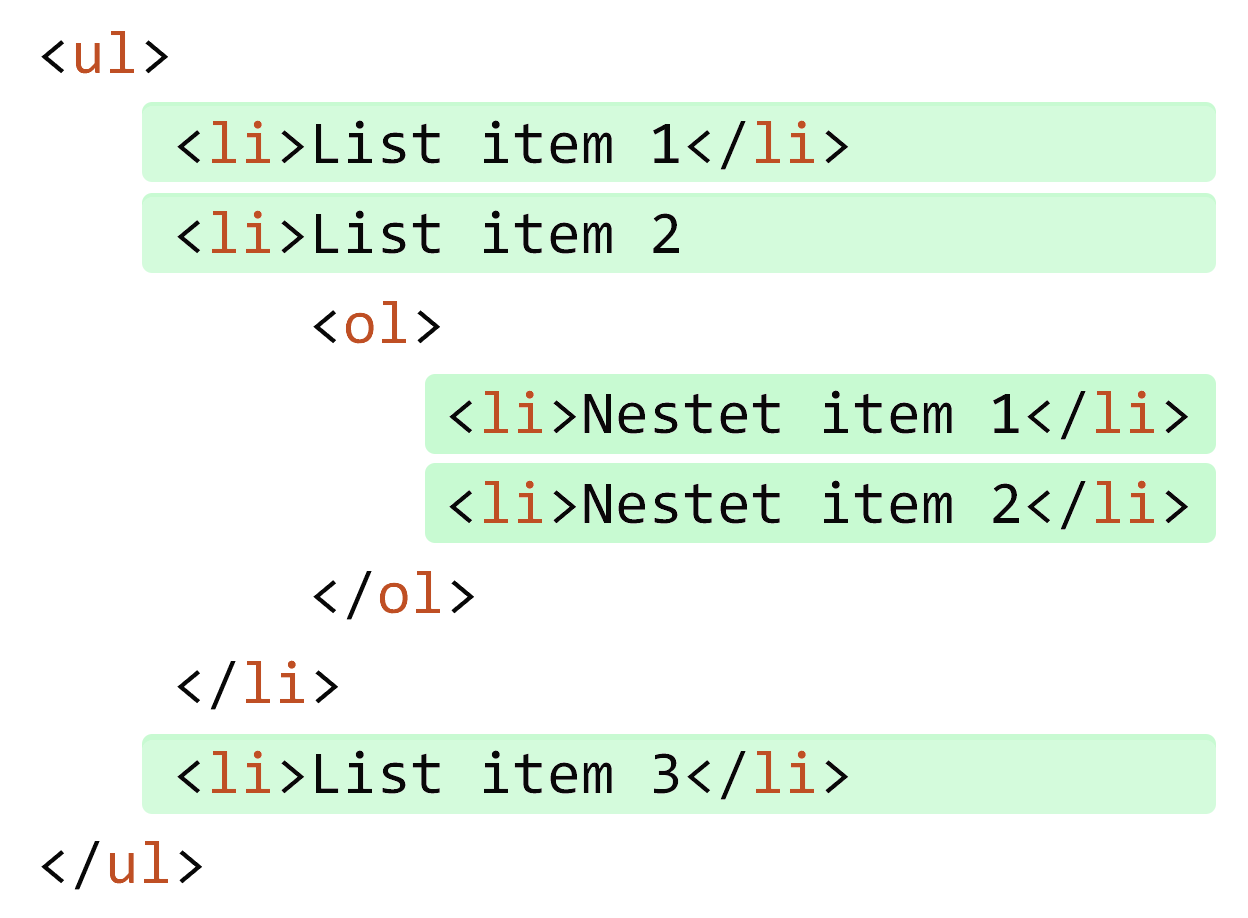 <ul>
<li>List item 1</li>
<li>List item 2
<ol>
<li>Nestet item 1</li>
<li>Nestet item 2</li>
</ol>
</li>
<li>List item 3</li>
</ul>